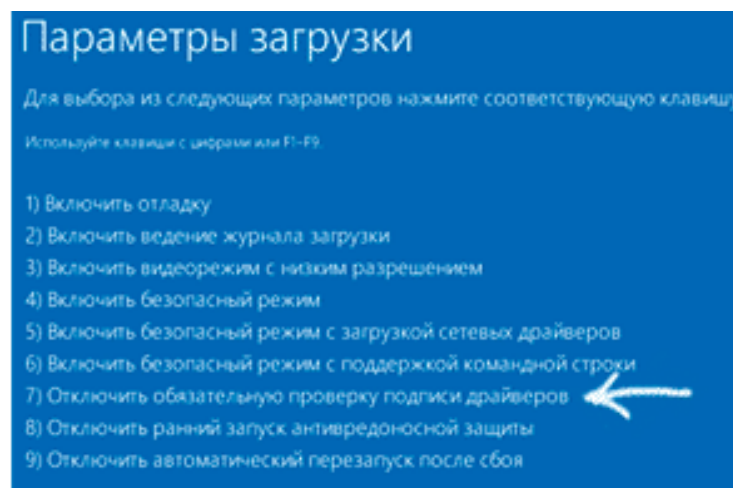 Параметры загрузки
Для выбора из следующих параметров нажмите соответствующую клавишу
Используйте клавиши с цифрами или F1-F9.
1) Включить отладку
2) Включить ведение журнала загрузки
3) Включить видеорежим с низким разрешением
4) Включить безопасный режим
5) Включить безопасный режим с загрузкой сетевых драйверов
6) Включить безопасный режим с поддержкой командной строки
7) Отключить обязательную проверку подписи драйверов
8) Отключить ранний запуск антивредоносной защиты
9) Отключить автоматический перезапуск после сбоя